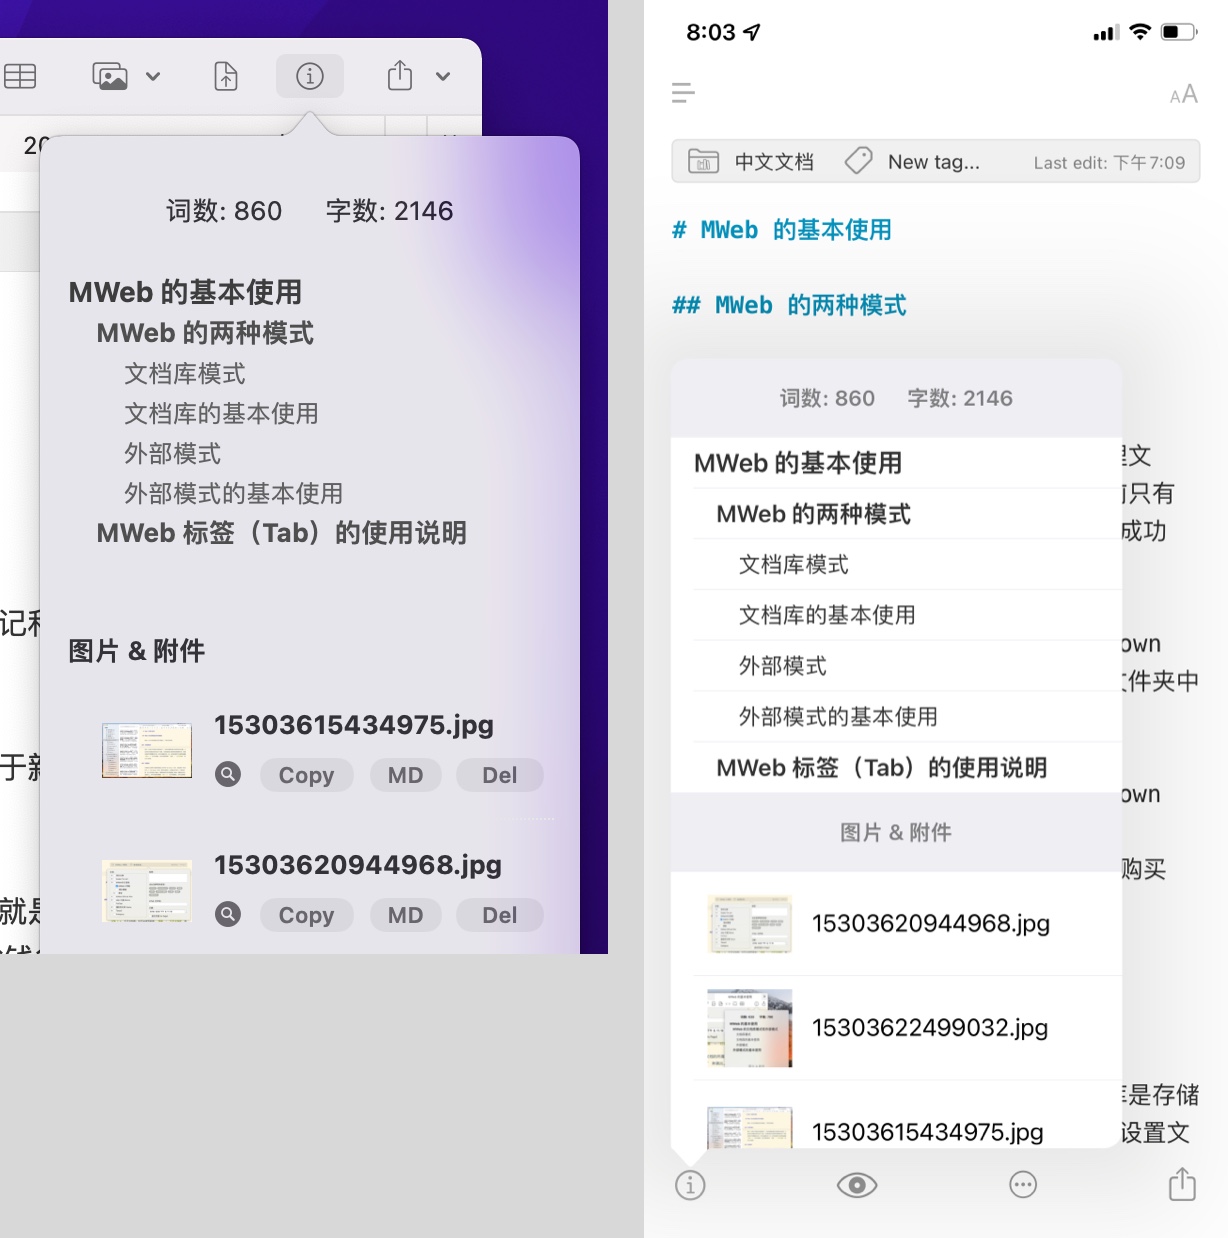 20
词数: 860 字数: 2146
MWeb 的基本使用
MWeb 的两种模式
文档库模式
文档库的基本使用
外部模式
外部模式的基本使用
MWeb 标签（Tab）的使用说明
图片 & 附件
15303615434975.jpg
Copy MD Del
15303620944968.jpg
Copy MD Del
记
于
就
8:03
AA
中文文档 New tag... Last edit: 下午7:09
# MWeb 的基本使用
## MWeb 的两种模式
词数: 860 字数: 2146
MWeb 的基本使用
MWeb 的两种模式
文档库模式
文档库的基本使用
外部模式
外部模式的基本使用
MWeb 标签（Tab）的使用说明
图片 & 附件
15303620944968.jpg
15303622499032.jpg
15303615434975.jpg
文
只有
成功
own
件夹中
own
购买
是存储
设置文